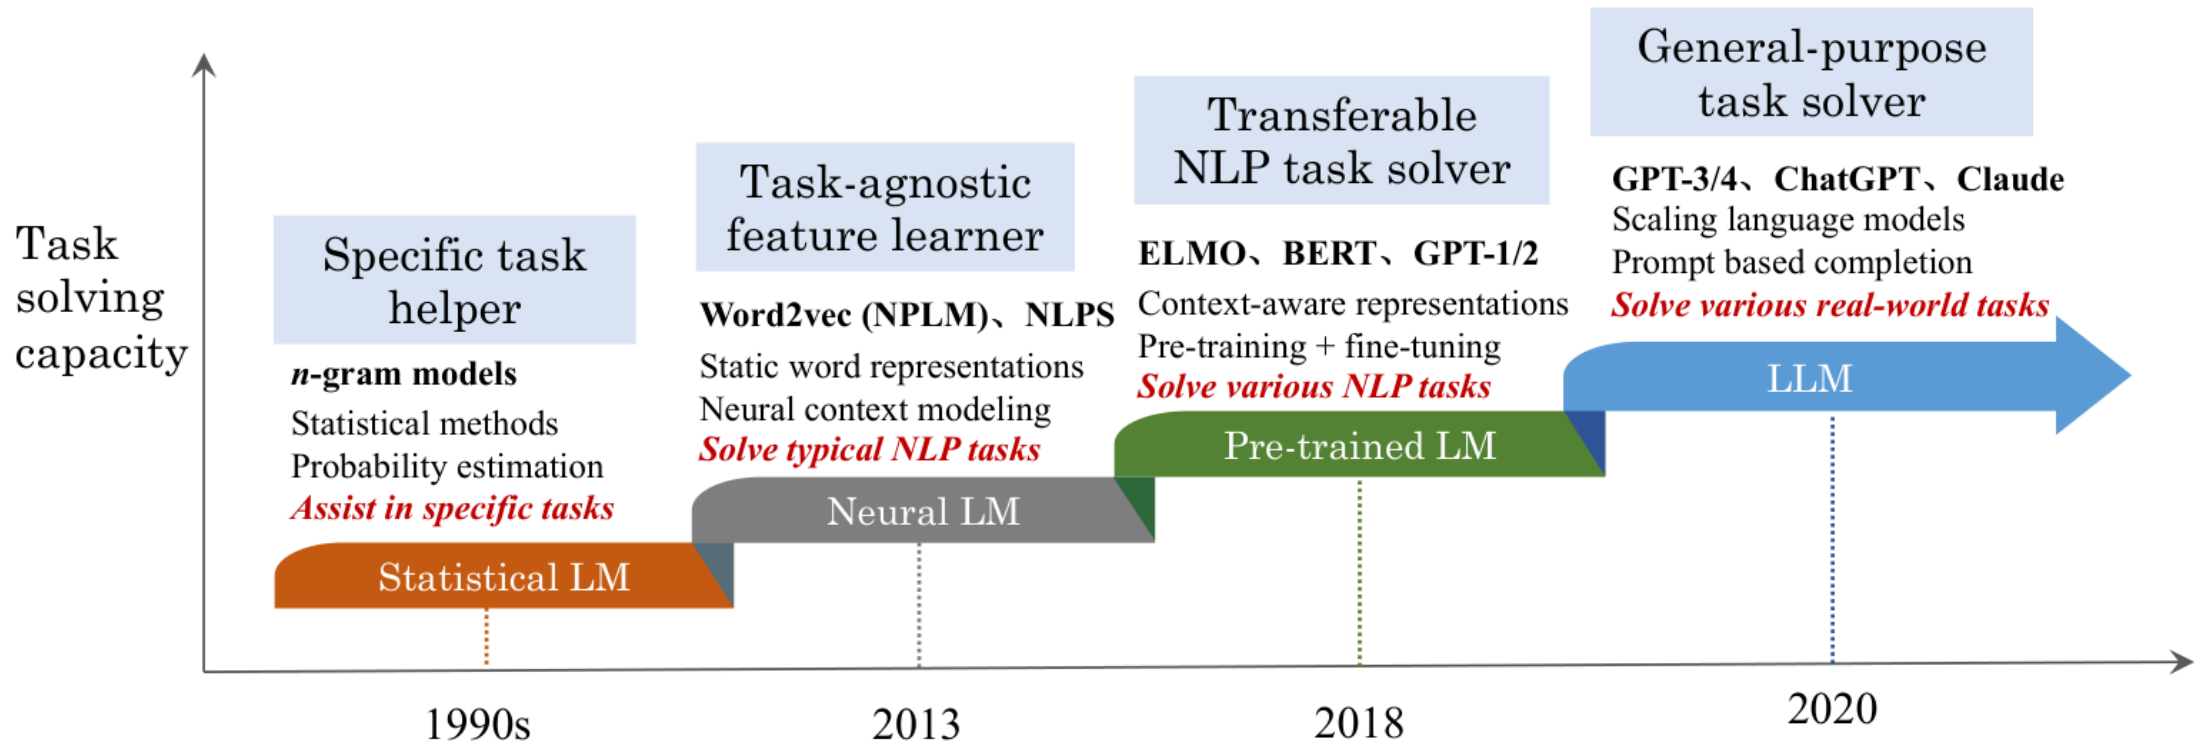 Task
solving
capacity
Specific task
helper
n-gram models
Statistical methods
Probability estimation
Assist in specific tasks
Statistical LM
1990s
Task-agnostic
feature learner
Word2vec (NPLM)、NLPS
Static word representations
Neural context modeling
Solve typical NLP tasks
Neural LM
2013
Transferable
NLP task solver
ELMO、BERT、GPT-1/2
Context-aware representations
Pre-training + fine-tuning
Solve various NLP tasks
Pre-trained LM
2018
General-purpose
task solver
GPT-3/4、ChatGPT、Claude
Scaling language models
Prompt based completion
Solve various real-world tasks
LLM
2020